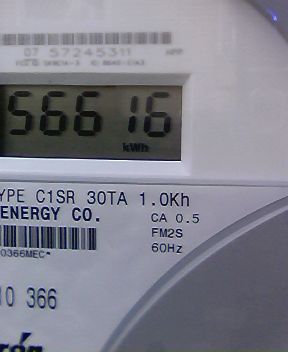 07 57245311
56616
kWh
YPE C1SR 30TA 1.0Kh
ENERGY CO.
CA 0.5
FM2S
60Hz
0366MEC*
10 366